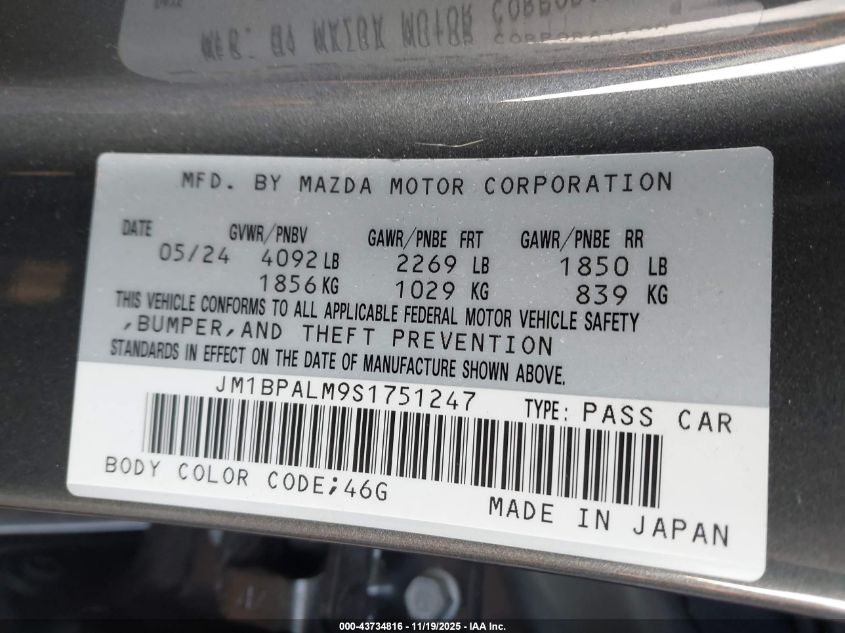 MFD. BY MAZDA MOTOR CORPORATION
DATE GVWR/PNBV GAWR/PNBE FRT GAWR/PNBE RR
05/24 4092 LB 2269 LB 1850 LB
1856 KG 1029 KG 839 KG
THIS VEHICLE CONFORMS TO ALL APPLICABLE FEDERAL MOTOR VEHICLE SAFETY
,BUMPER,AND THEFT PREVENTION
STANDARDS IN EFFECT ON THE DATE OF MANUFACTURE SHOWN ABOVE.
JM1BPALM9S1751247 TYPE: PASS CAR
BODY COLOR CODE;46G
MADE IN JAPAN
000-43734816 - 11/19/2025 - IAA Inc.